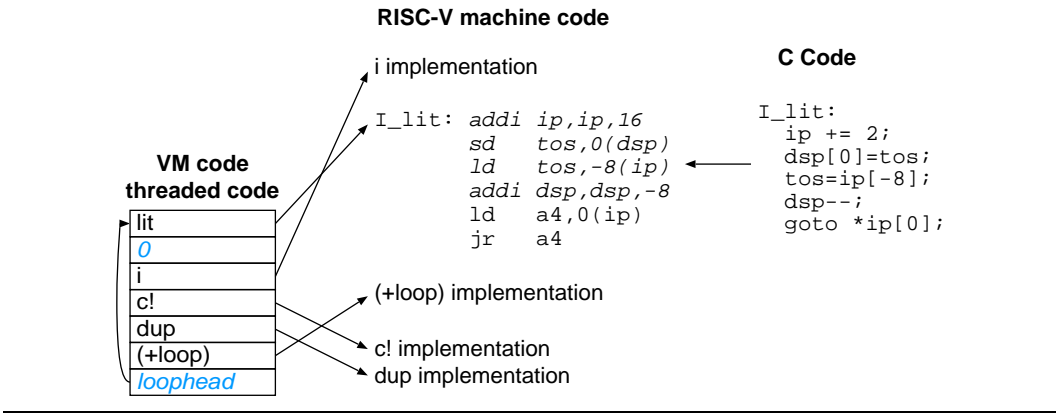 RISC-V machine code
i implementation
C Code
I_lit: addi ip,ip,16
sd tos,0(dsp)
ld tos,-8(ip)
addi dsp,dsp,-8
ld a4,0(ip)
jr a4
I_lit:
ip += 2;
dsp[0]=tos;
tos=ip[-8];
dsp--;
goto *ip[0];
VM code
threaded code
lit
0
i
c!
dup
(+loop)
loophead
(+loop) implementation
c! implementation
dup implementation